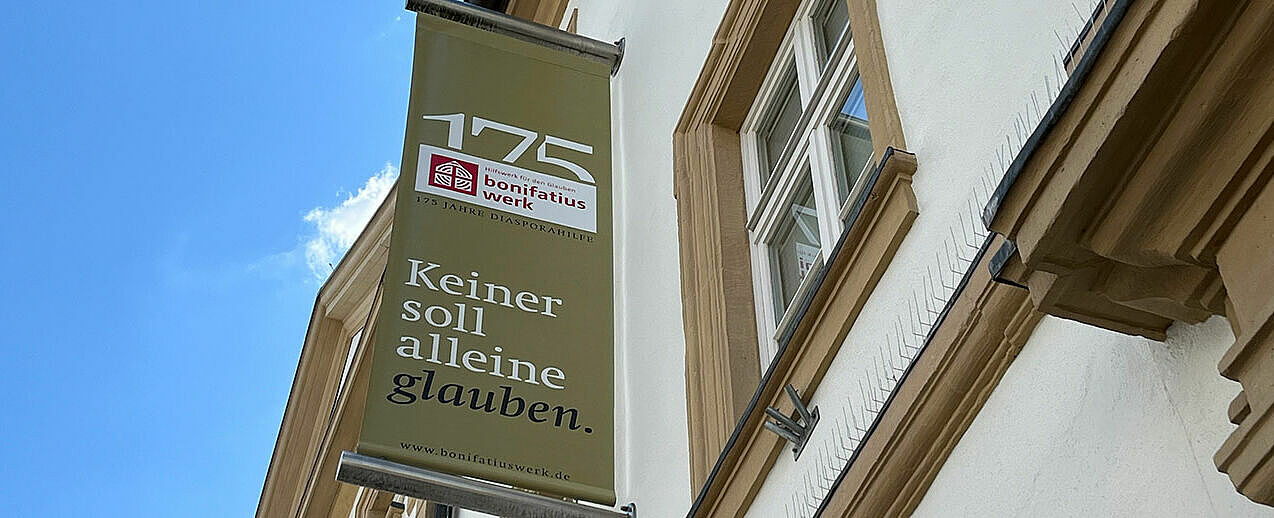 175
Hilfswerk für den Glauben
bonifatius
werk
175 JAHRE DIASPORAHILFE
Keiner
soll
alleine
glauben.
www.bonifatiuswerk.de